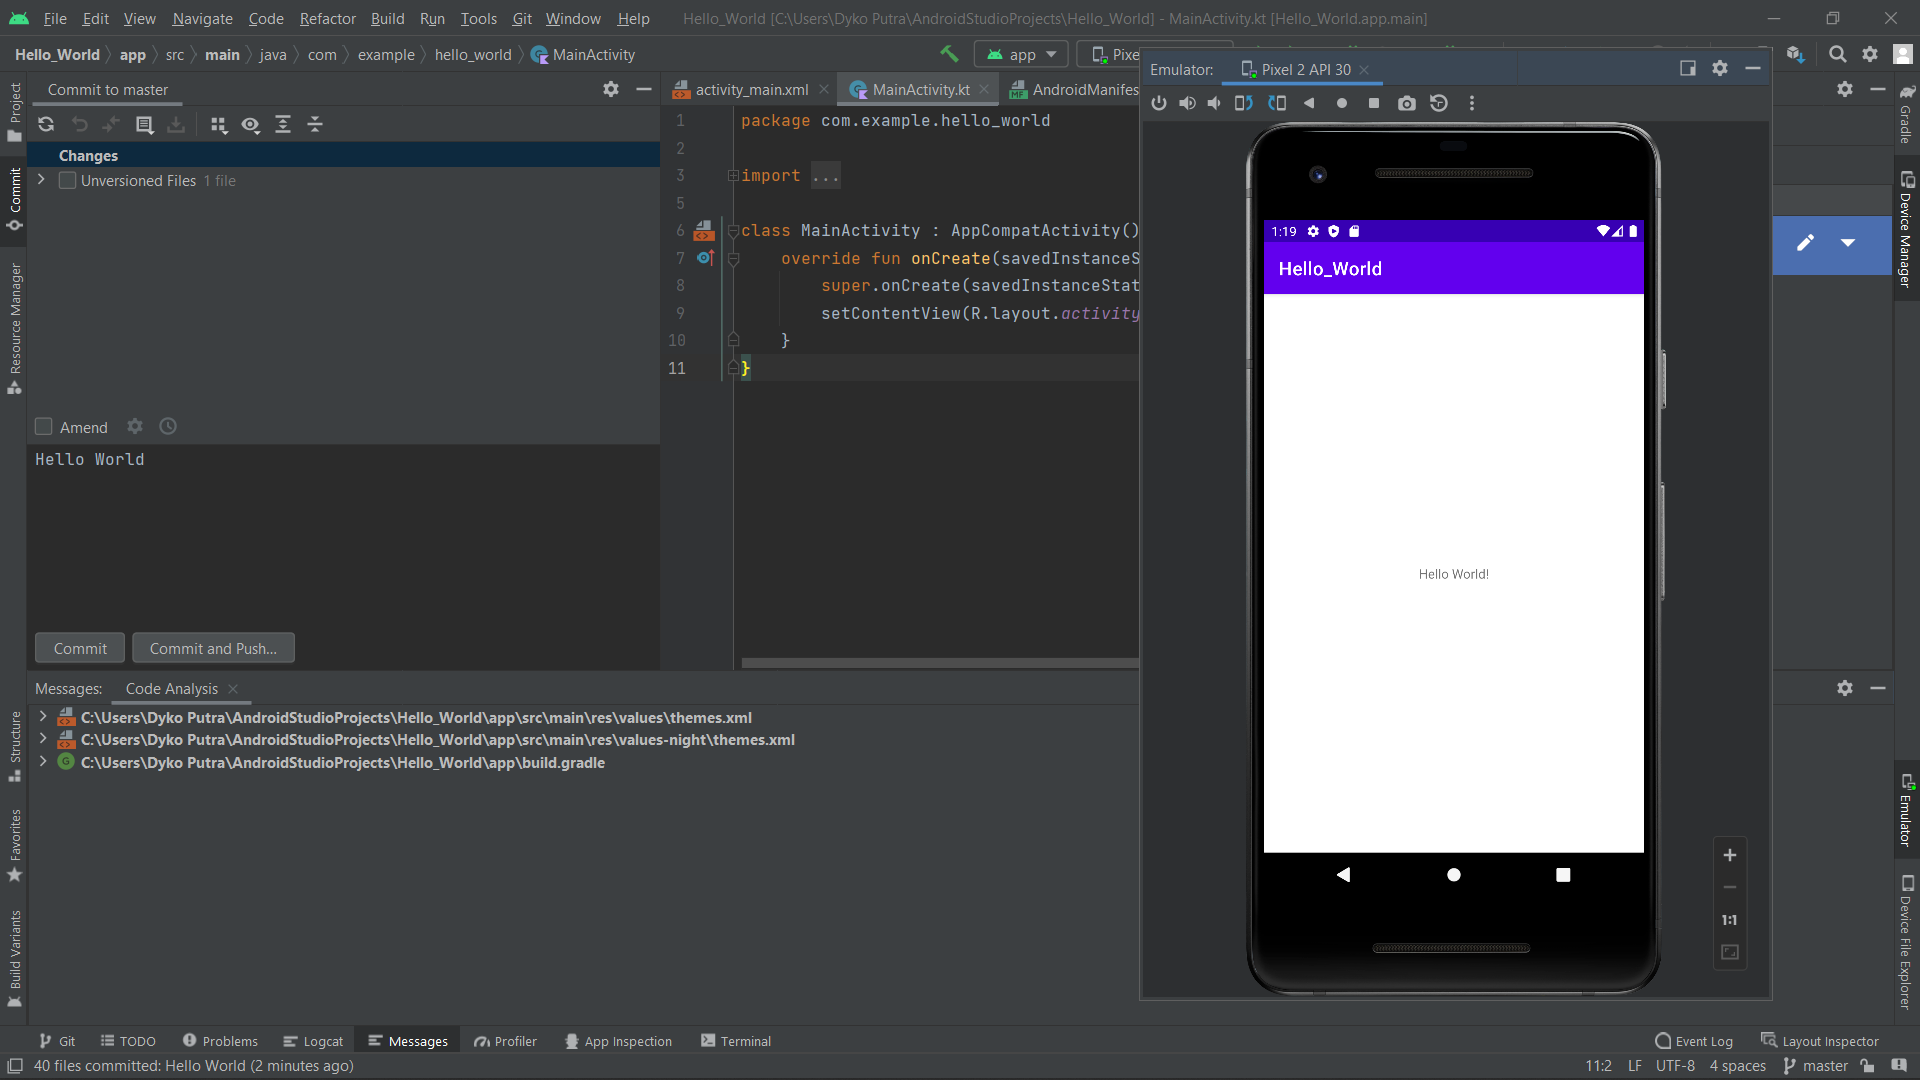 File Edit View Navigate Code Refactor Build Run Tools Git Window Help Hello_World [C:\Users\Dyko Putra\AndroidStudioProjects\Hello_World] - MainActivity.kt [Hello_World.app.main]
Hello_World app src main java com example hello_world MainActivity app Pixe
Emulator: Pixel 2 API 30
Commit to master
activity_main.xml MainActivity.kt AndroidManifes
Project
Commit
Resource Manager
Structure
Favorites
Build Variants
Changes
Unversioned Files 1 file
Amend
Hello World
Commit Commit and Push...
1 package com.example.hello_world
2
3 import ...
5
6 class MainActivity : AppCompatActivity()
7 override fun onCreate(savedInstanceS
8 super.onCreate(savedInstanceStat
9 setContentView(R.layout.activity
10 }
11 }
1:19
Hello_World
Hello World!
1:1
Gradle
Device Manager
Emulator
Device File Explorer
Messages: Code Analysis
C:\Users\Dyko Putra\AndroidStudioProjects\Hello_World\app\src\main\res\values\themes.xml
C:\Users\Dyko Putra\AndroidStudioProjects\Hello_World\app\src\main\res\values-night\themes.xml
G C:\Users\Dyko Putra\AndroidStudioProjects\Hello_World\app\build.gradle
Git TODO Problems Logcat Messages Profiler App Inspection Terminal Event Log Layout Inspector
40 files committed: Hello World (2 minutes ago) 11:2 LF UTF-8 4 spaces master